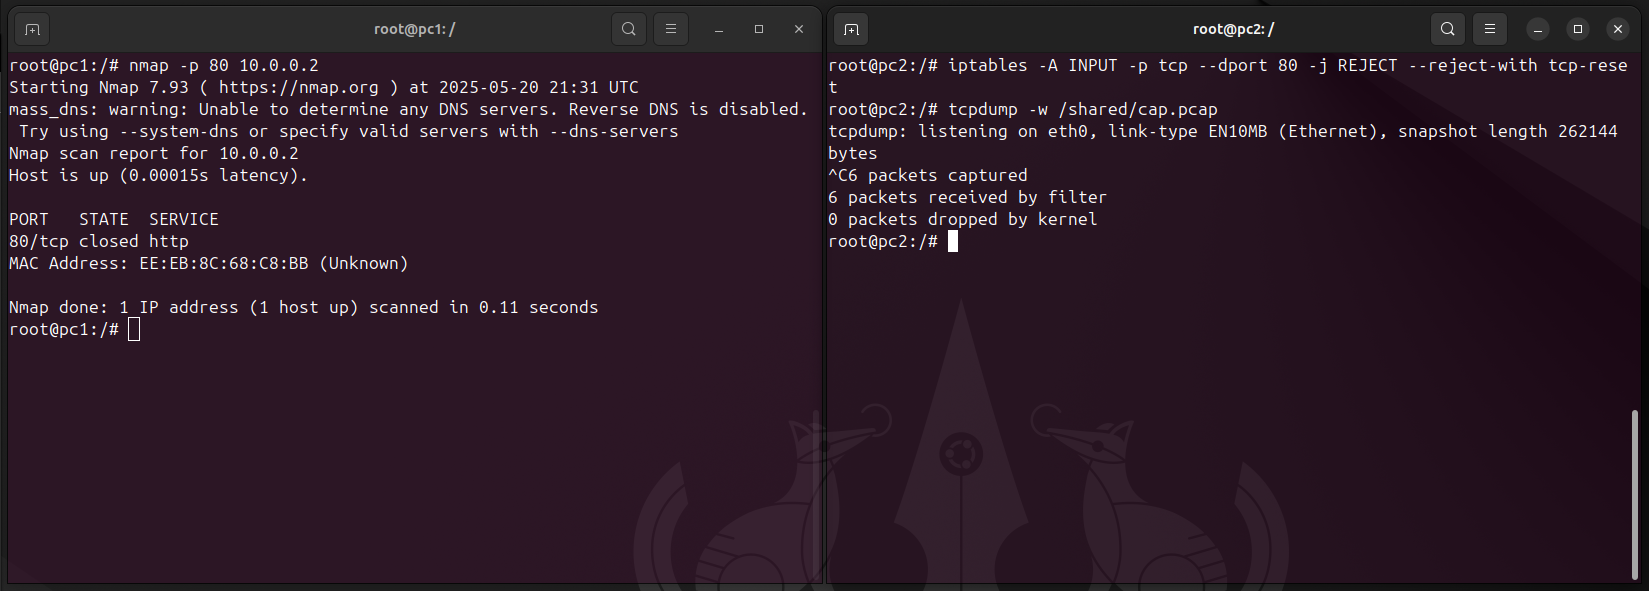 root@pc1: /
root@pc1:/# nmap -p 80 10.0.0.2
Starting Nmap 7.93 ( https://nmap.org ) at 2025-05-20 21:31 UTC
mass_dns: warning: Unable to determine any DNS servers. Reverse DNS is disabled.
 Try using --system-dns or specify valid servers with --dns-servers
Nmap scan report for 10.0.0.2
Host is up (0.00015s latency).
PORT   STATE  SERVICE
80/tcp closed http
MAC Address: EE:EB:8C:68:C8:BB (Unknown)
Nmap done: 1 IP address (1 host up) scanned in 0.11 seconds
root@pc1:/#
root@pc2: /
root@pc2:/# iptables -A INPUT -p tcp --dport 80 -j REJECT --reject-with tcp-rese
t
root@pc2:/# tcpdump -w /shared/cap.pcap
tcpdump: listening on eth0, link-type EN10MB (Ethernet), snapshot length 262144
bytes
^C6 packets captured
6 packets received by filter
0 packets dropped by kernel
root@pc2:/#